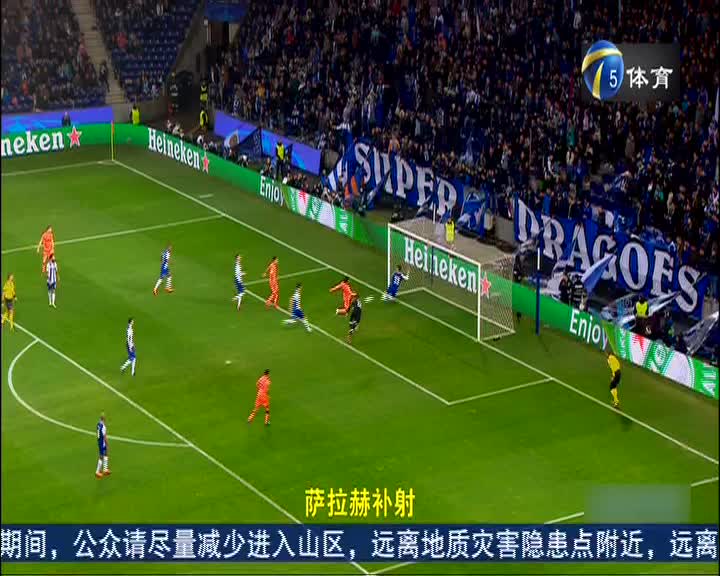 5体育
SUPER
DRAGÕES
Heineken
Heineken
Enjoy
Heineken
Enjoy
萨拉赫补射
期间，公众请尽量减少进入山区，远离地质灾害隐患点附近，远离